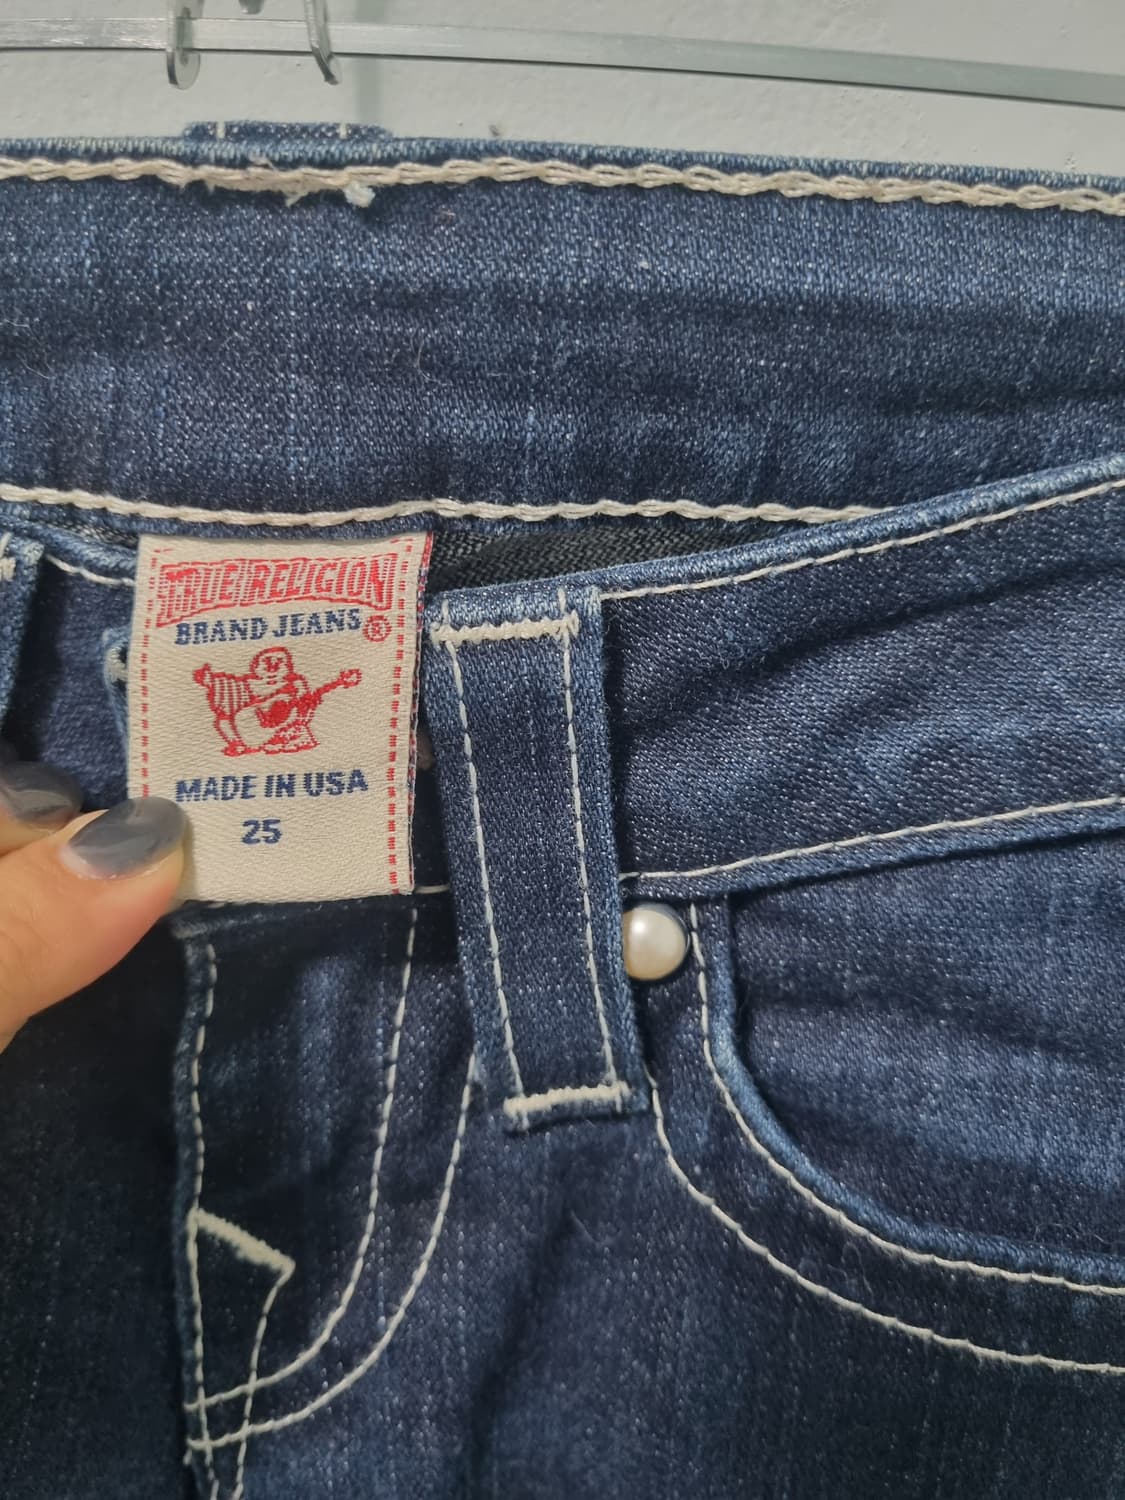 TRUE RELIGION
BRAND JEANS®
MADE IN USA
25